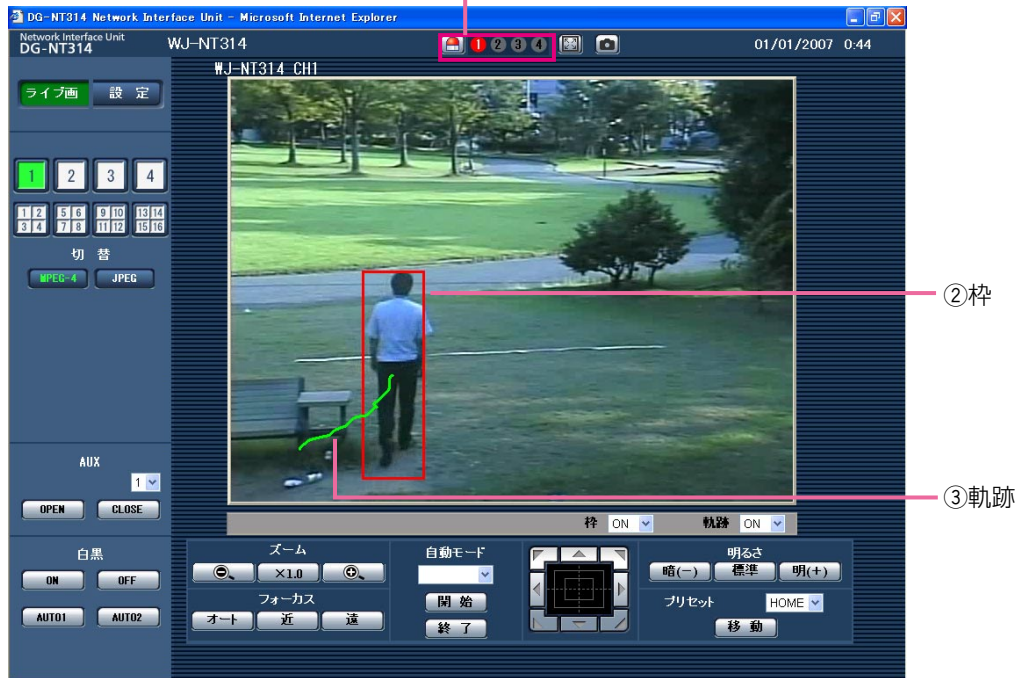 DG-NT314 Network Interface Unit - Microsoft Internet Explorer
Network Interface Unit
DG-NT314
WJ-NT314
1 2 3 4
01/01/2007 0:44
WJ-NT314 CH1
ライブ画 設定
1 2 3 4
1 2 5 6 9 10 13 14
3 4 7 8 11 12 15 16
切 替
MPEG-4 JPEG
②枠
③軌跡
AUX
1
OPEN CLOSE
枠 ON 軌跡 ON
白黒
ON OFF
AUTO1 AUTO2
ズーム
×1.0
フォーカス
オート 近 遠
自動モード
開 始
終 了
明るさ
暗(-) 標準 明(+)
プリセット HOME
移 動